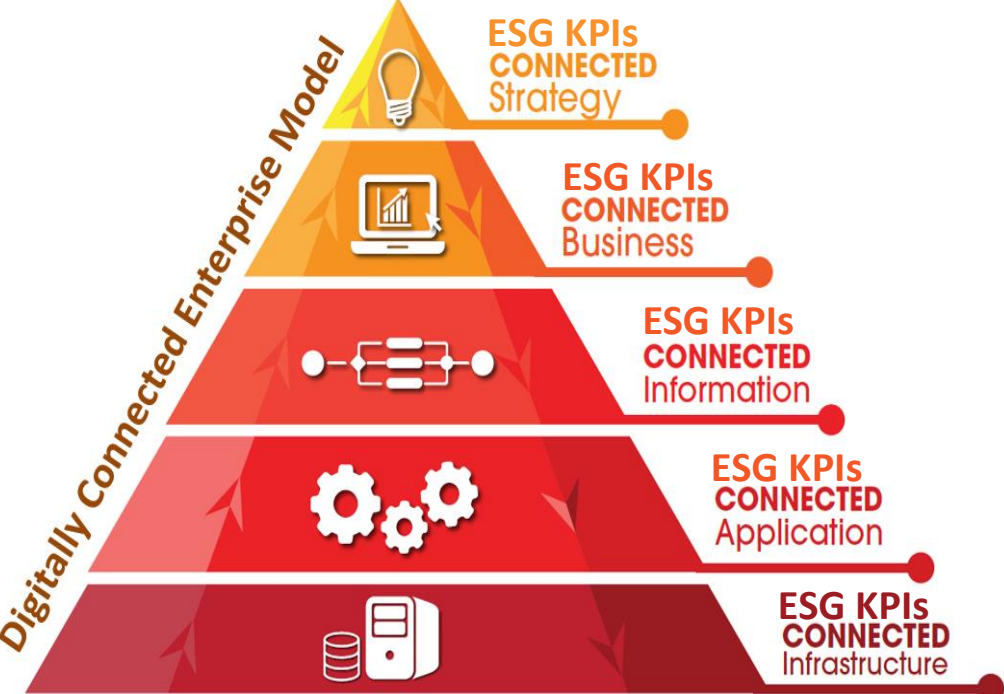 Digitally Connected Enterprise Model
ESG KPIs
CONNECTED
Strategy
ESG KPIs
CONNECTED
Business
ESG KPIs
CONNECTED
Information
ESG KPIs
CONNECTED
Application
ESG KPIs
CONNECTED
Infrastructure